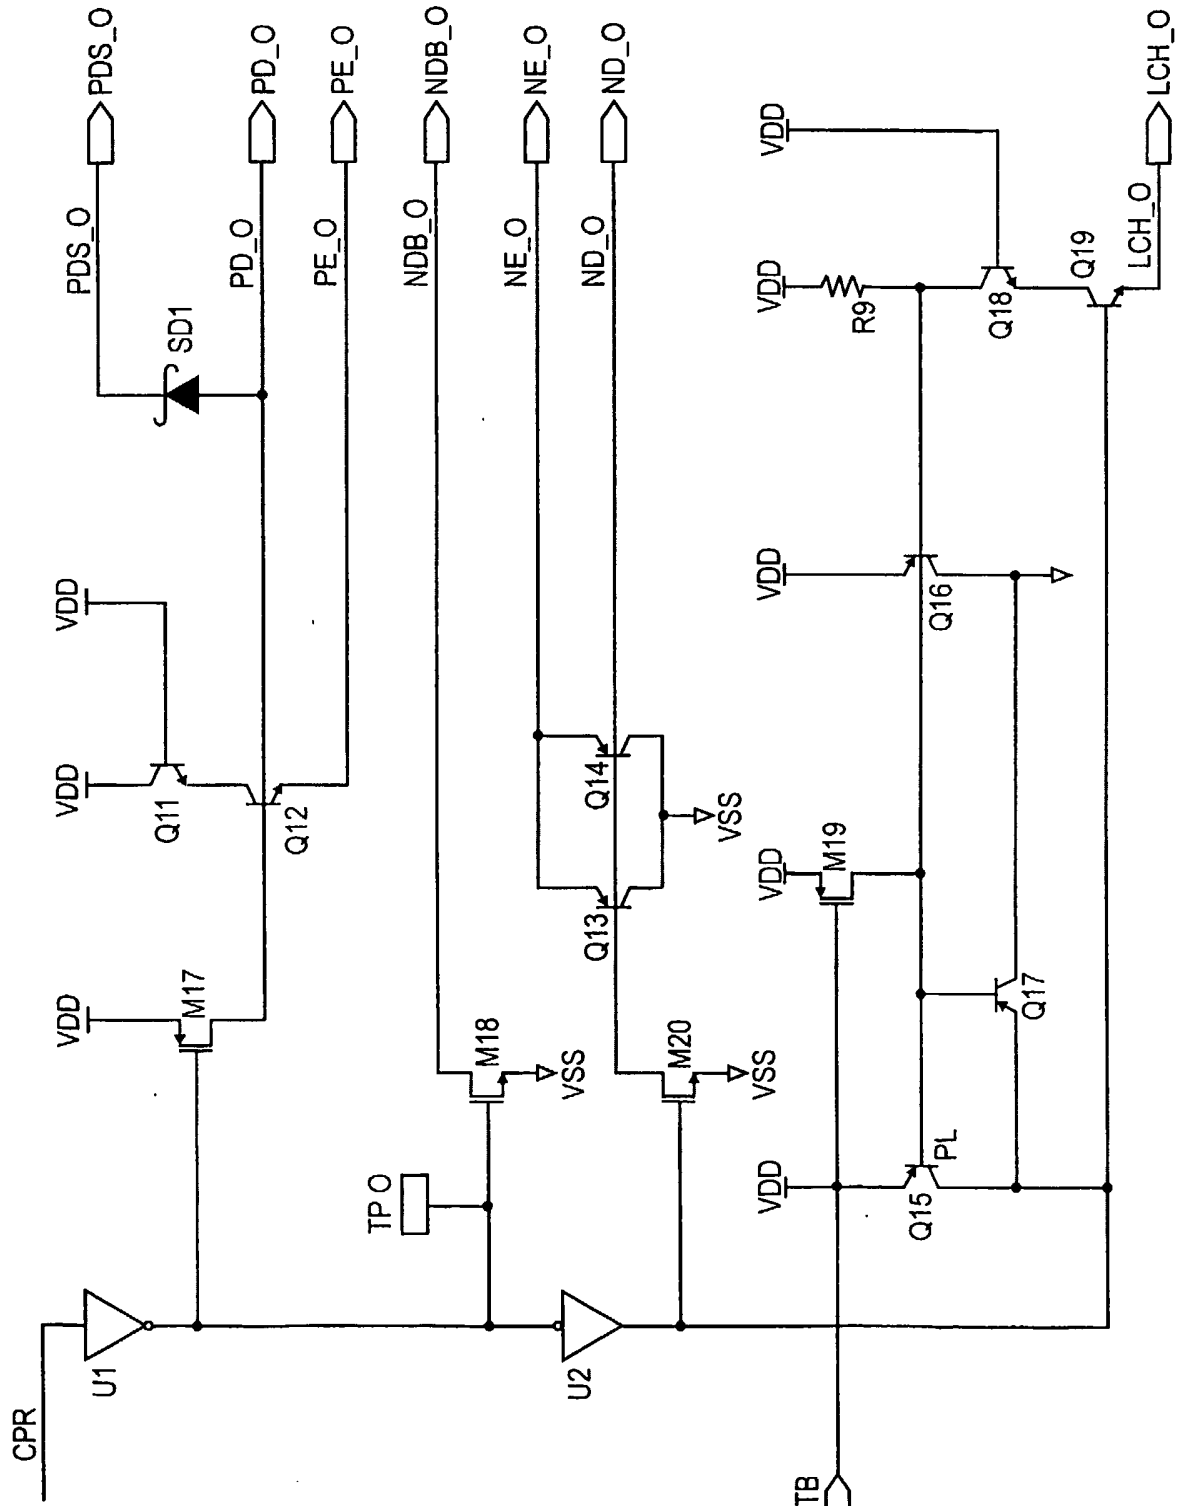 PDS_O
PD_O
PE_O
NDB_O
NE_O
ND_O
LCH_O
PDS_O
PD_O
PE_O
NDB_O
NE_O
ND_O
LCH_O
SD1
VDD
VDD
R9
Q18
Q19
VDD
VDD
Q16
VDD
Q11
Q12
Q14
Q13
VSS
VDD
M19
VDD
M17
M18
VSS
M20
VSS
Q17
TP O
VDD
Q15
PL
U1
U2
CPR
TB